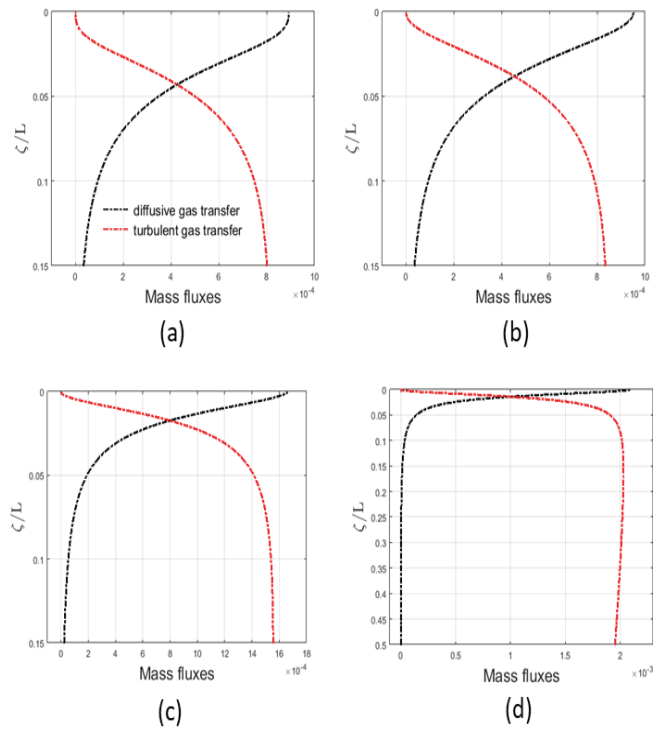 0
0.05
ζ/L
0.1
diffusive gas transfer
turbulent gas transfer
0.15
0 2 4 6 8 10
Mass fluxes
×10⁻⁴
(a)
0
0.05
ζ/L
0.1
0.15
0 2 4 6 8 10
Mass fluxes
×10⁻⁴
(b)
0
0.05
ζ/L
0.1
0.15
0 2 4 6 8 10 12 14 16 18
Mass fluxes
×10⁻⁴
(c)
0
0.05
0.1
0.15
0.2
ζ/L
0.25
0.3
0.35
0.4
0.45
0.5
0 0.5 1 1.5 2
Mass fluxes
×10⁻³
(d)